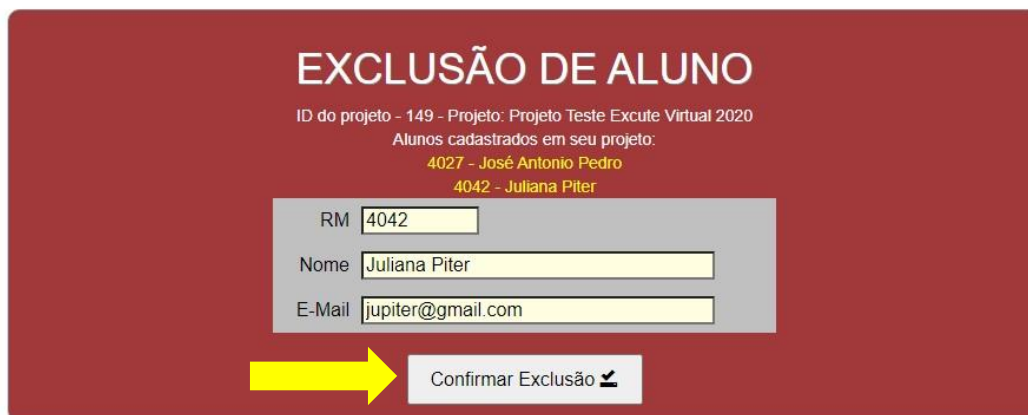 EXCLUSÃO DE ALUNO
ID do projeto - 149 - Projeto: Projeto Teste Excute Virtual 2020
Alunos cadastrados em seu projeto:
4027 - José Antonio Pedro
4042 - Juliana Piter
RM 4042
Nome Juliana Piter
E-Mail jupiter@gmail.com
Confirmar Exclusão